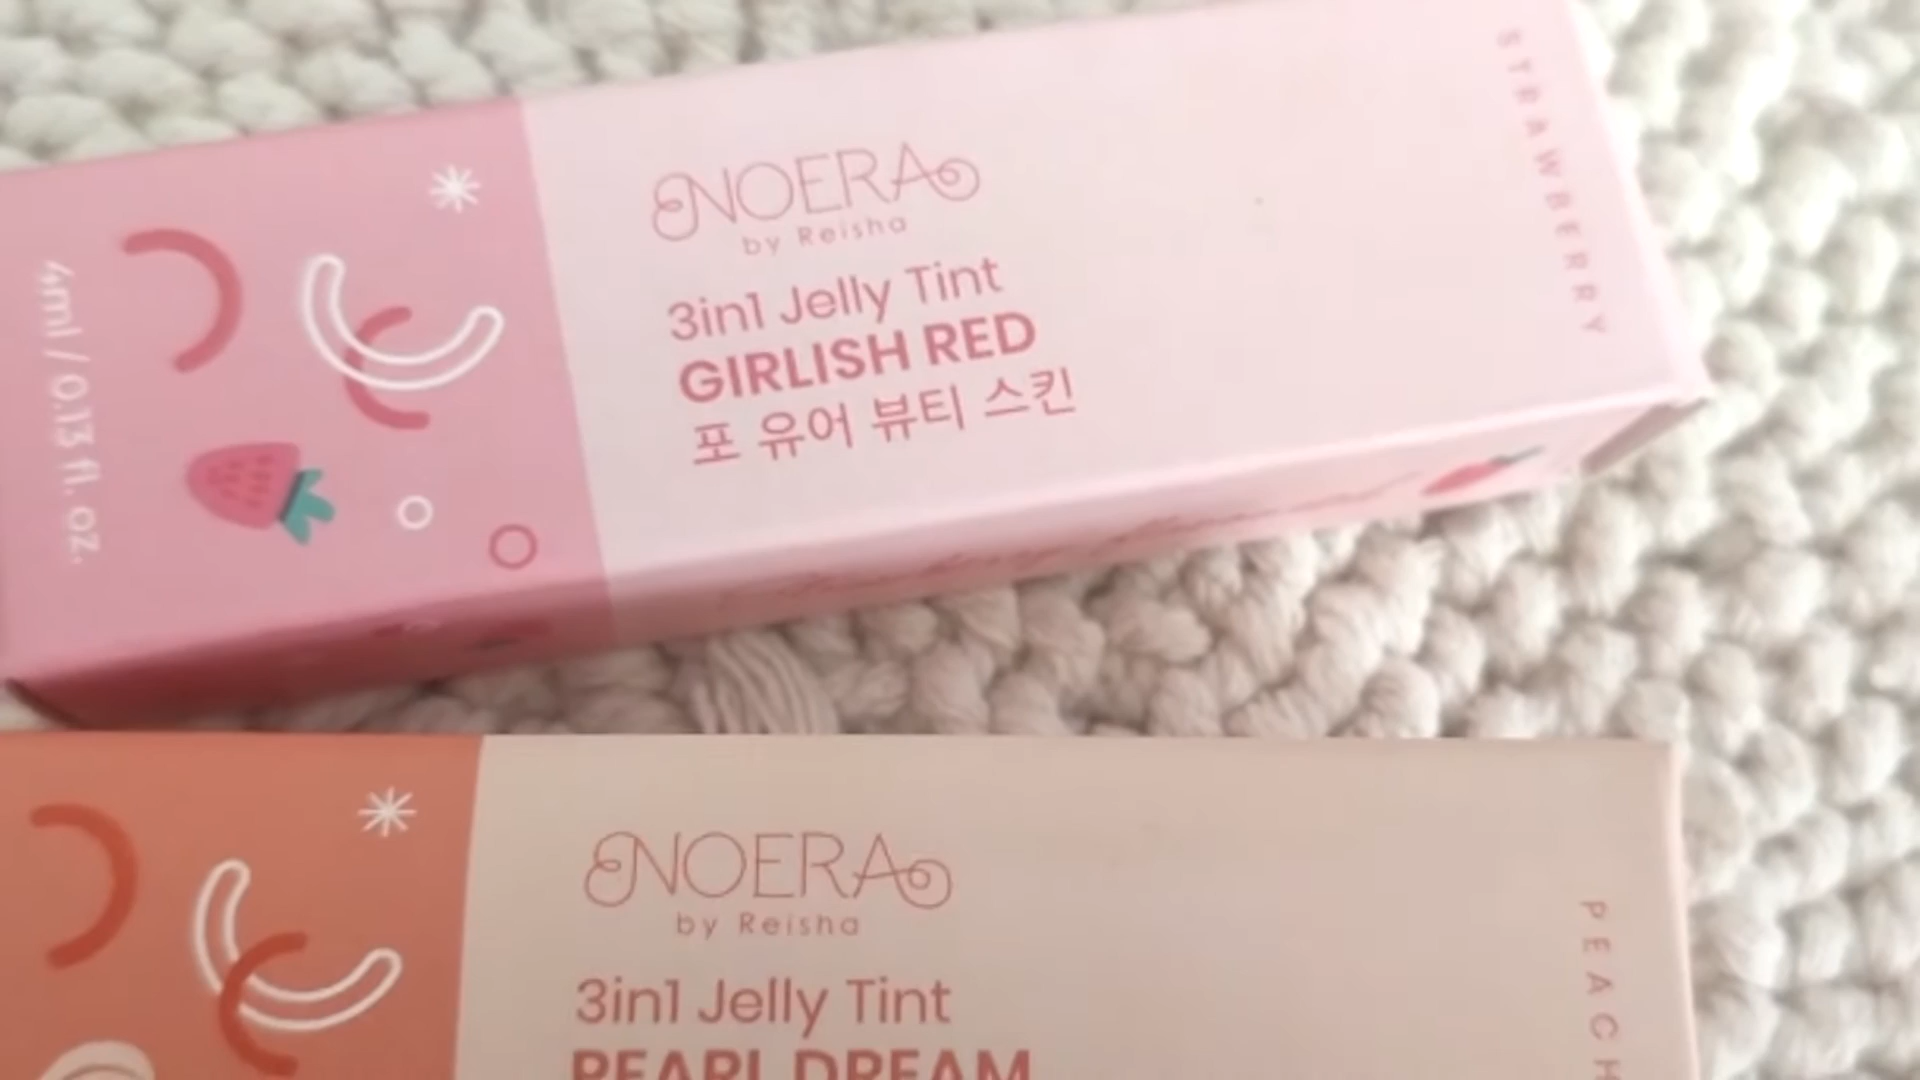 NOERA
by Reisha
3in1 Jelly Tint
GIRLISH RED
포 유어 뷰티 스킨
STRAWBERRY
4ml / 0.13 fl. oz.
NOERA
by Reisha
3in1 Jelly Tint
PEARL DREAM
PEACH